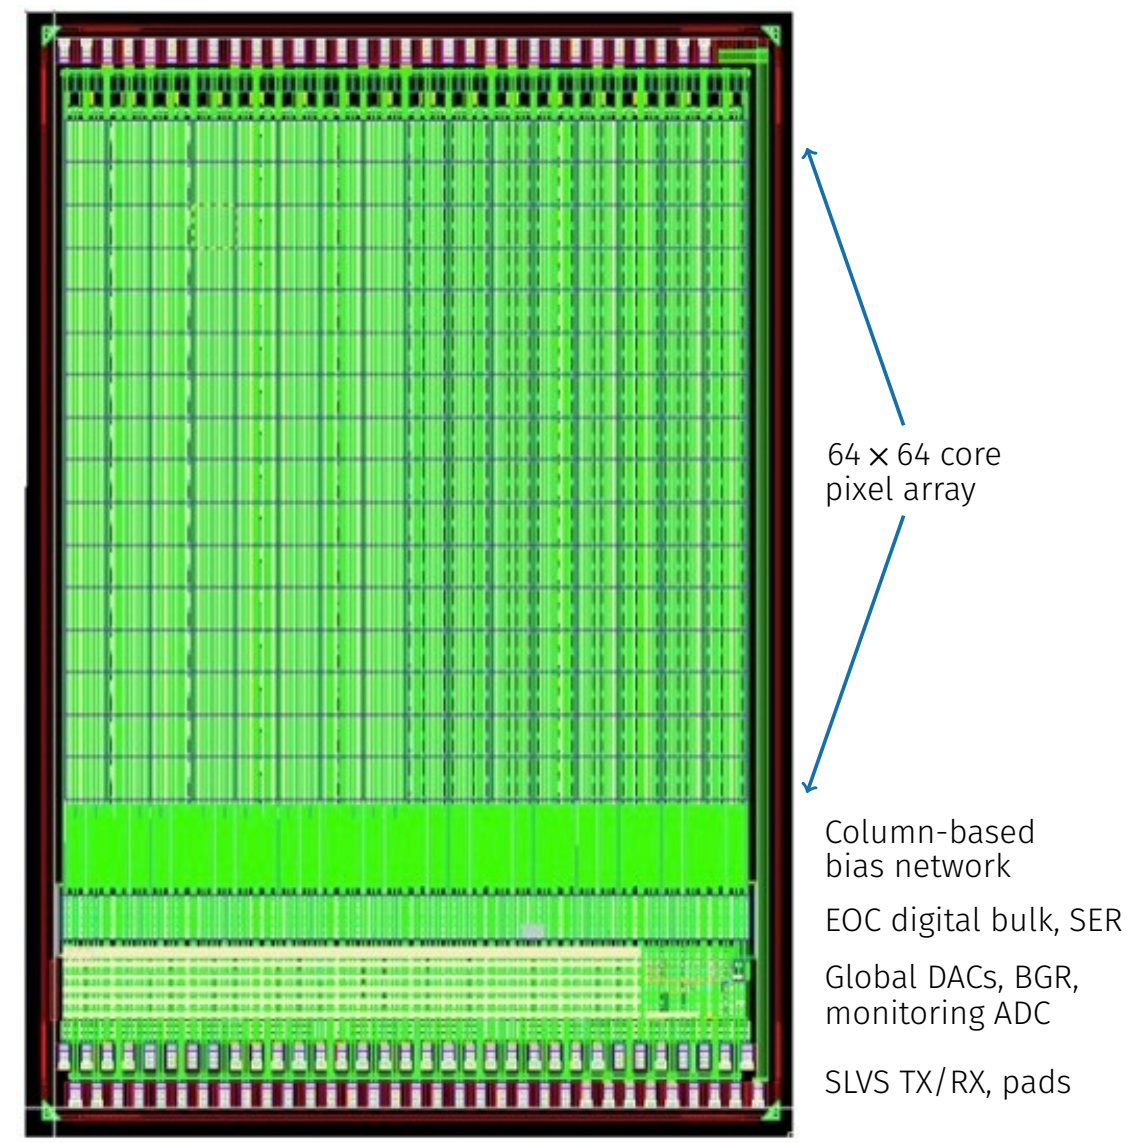 64 × 64 core
pixel array
Column-based
bias network
EOC digital bulk, SER
Global DACs, BGR,
monitoring ADC
SLVS TX/RX, pads